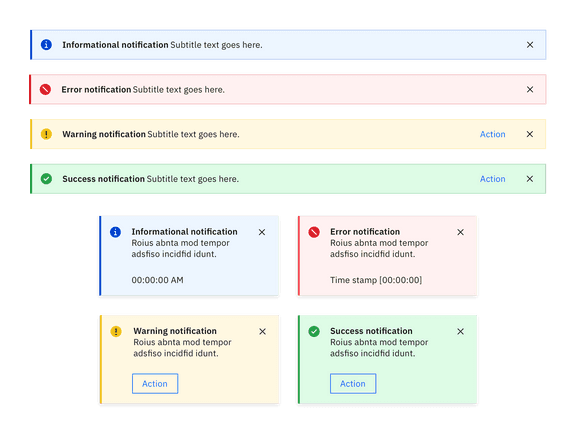 Informational notification Subtitle text goes here.
Error notification Subtitle text goes here.
Warning notification Subtitle text goes here. Action
Success notification Subtitle text goes here. Action
Informational notification
Roius abnta mod tempor
adsfiso incidfid idunt.
00:00:00 AM
Error notification
Roius abnta mod tempor
adsfiso incidfid idunt.
Time stamp [00:00:00]
Warning notification
Roius abnta mod tempor
adsfiso incidfid idunt.
Action
Success notification
Roius abnta mod tempor
adsfiso incidfid idunt.
Action